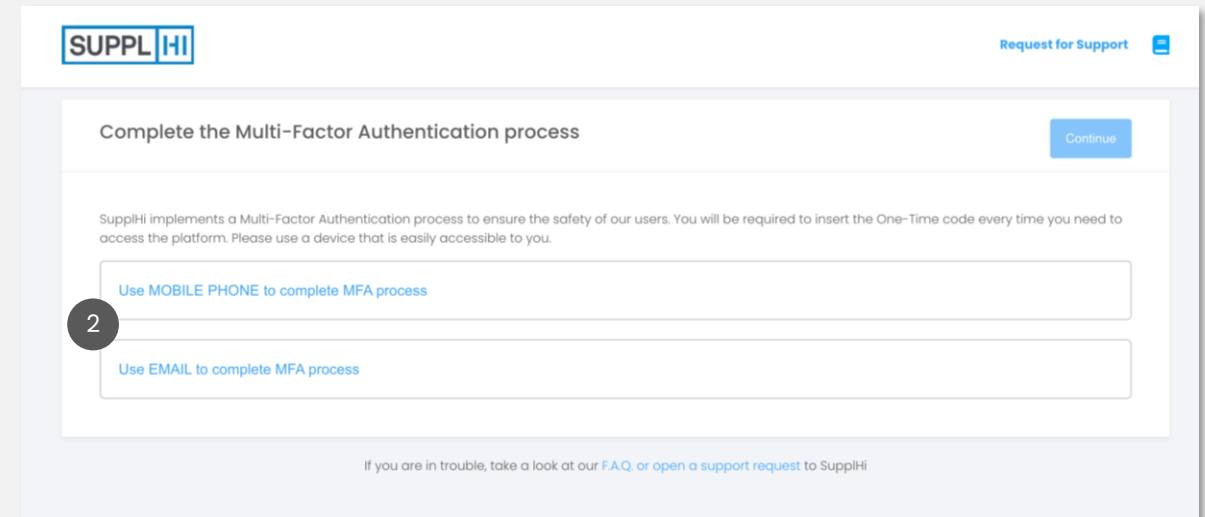 SUPPLHI
Request for Support
Complete the Multi-Factor Authentication process
Continue
SupplHi implements a Multi-Factor Authentication process to ensure the safety of our users. You will be required to insert the One-Time code every time you need to
access the platform. Please use a device that is easily accessible to you.
Use MOBILE PHONE to complete MFA process
2
Use EMAIL to complete MFA process
If you are in trouble, take a look at our F.A.Q. or open a support request to SupplHi